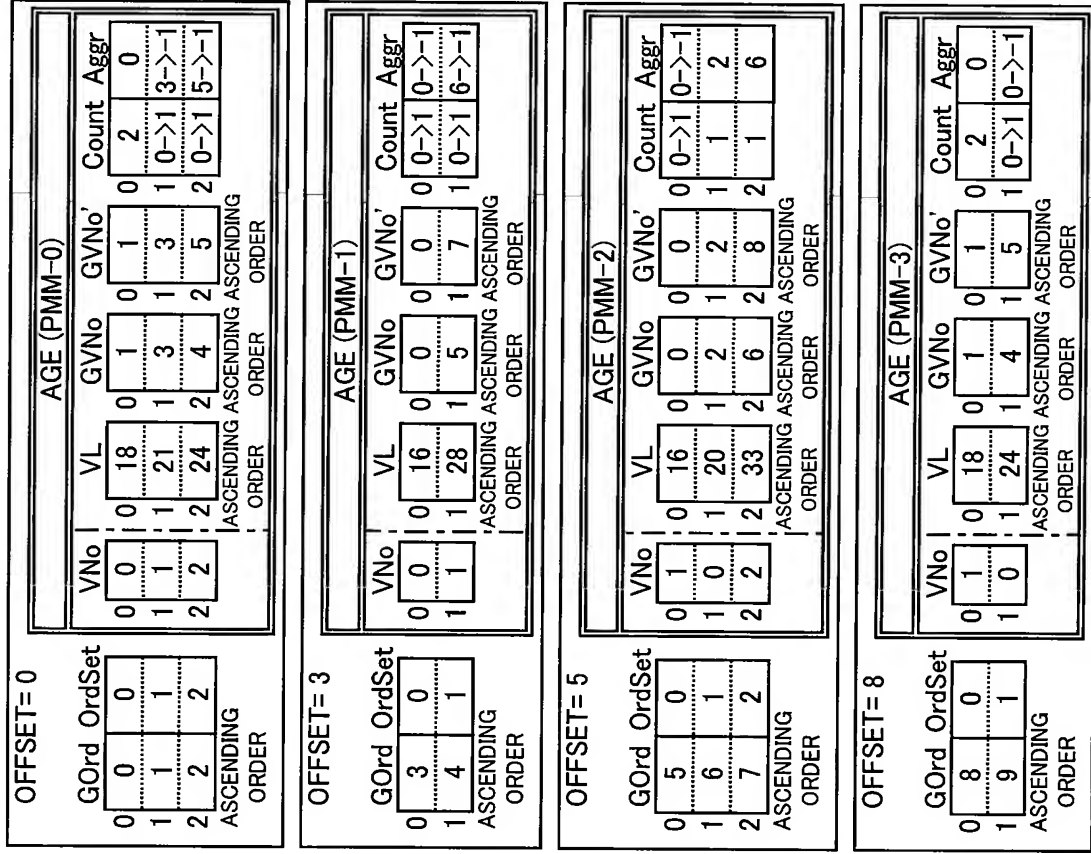 OFFSET= 0
AGE (PMM-0)
GOrd OrdSet VNo VL GVNo GVNo' Count Aggr
0 0 0 0 0 0 18 0 1 0 1 0 2 0
1 1 1 1 1 1 21 1 3 1 3 1 0->1 3->-1
2 2 2 2 2 2 24 2 4 2 5 2 0->1 5->-1
ASCENDING ORDER ASCENDING ORDER ASCENDING ORDER ASCENDING ORDER
OFFSET= 3
AGE (PMM-1)
GOrd OrdSet VNo VL GVNo GVNo' Count Aggr
0 3 0 0 0 0 16 0 0 0 0 0 0->1 0->-1
1 4 1 1 1 1 28 1 5 1 7 1 0->1 6->-1
ASCENDING ORDER ASCENDING ORDER ASCENDING ORDER ASCENDING ORDER
OFFSET= 5
AGE (PMM-2)
GOrd OrdSet VNo VL GVNo GVNo' Count Aggr
0 5 0 0 1 0 16 0 0 0 0 0 0->1 0->-1
1 6 1 1 0 1 20 1 2 1 2 1 1 2
2 7 2 2 2 2 33 2 6 2 8 2 1 6
ASCENDING ORDER ASCENDING ORDER ASCENDING ORDER ASCENDING ORDER
OFFSET= 8
AGE (PMM-3)
GOrd OrdSet VNo VL GVNo GVNo' Count Aggr
0 8 0 0 1 0 18 0 1 0 1 0 2 0
1 9 1 1 0 1 24 1 4 1 5 1 0->1 0->-1
ASCENDING ORDER ASCENDING ORDER ASCENDING ORDER ASCENDING ORDER